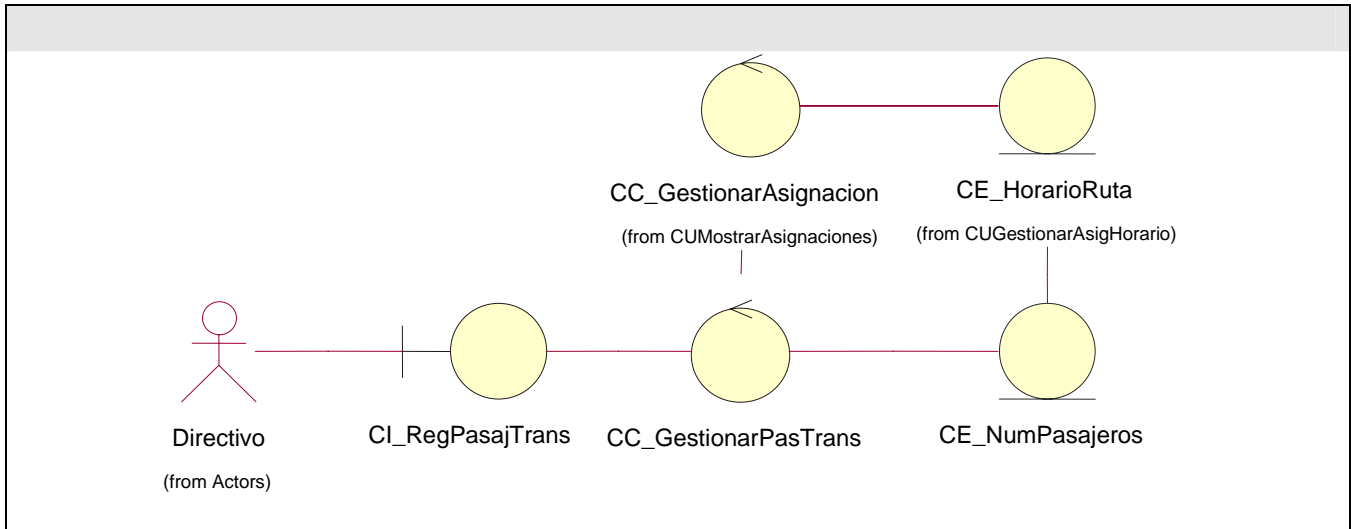 CC_GestionarAsignacion
(from CUMostrarAsignaciones)
CE_HorarioRuta
(from CUGestionarAsigHorario)
Directivo
(from Actors)
CI_RegPasajTrans
CC_GestionarPasTrans
CE_NumPasajeros